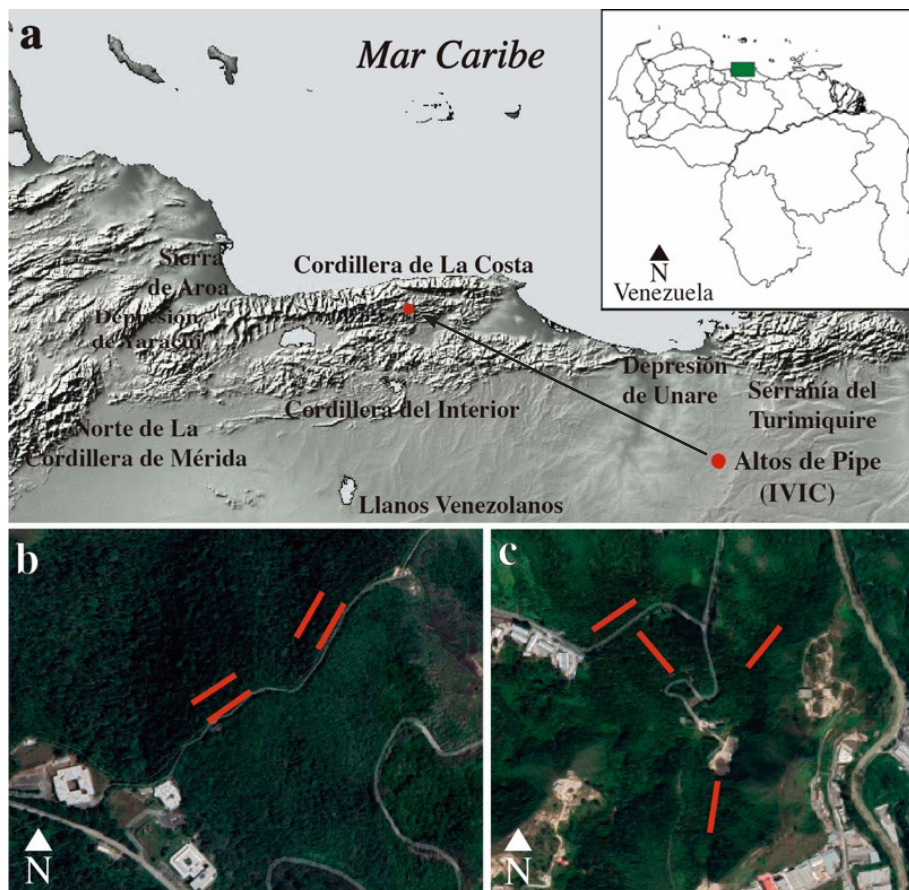 a
Mar Caribe
N
Venezuela
Sierra
de Aroa
Cordillera de La Costa
Depresión
de Yaracuí
Depresión
de Unare
Serranía del
Turimiquire
Cordillera del Interior
Norte de La
Cordillera de Mérida
Altos de Pipe
(IVIC)
Llanos Venezolanos
b
N
c
N